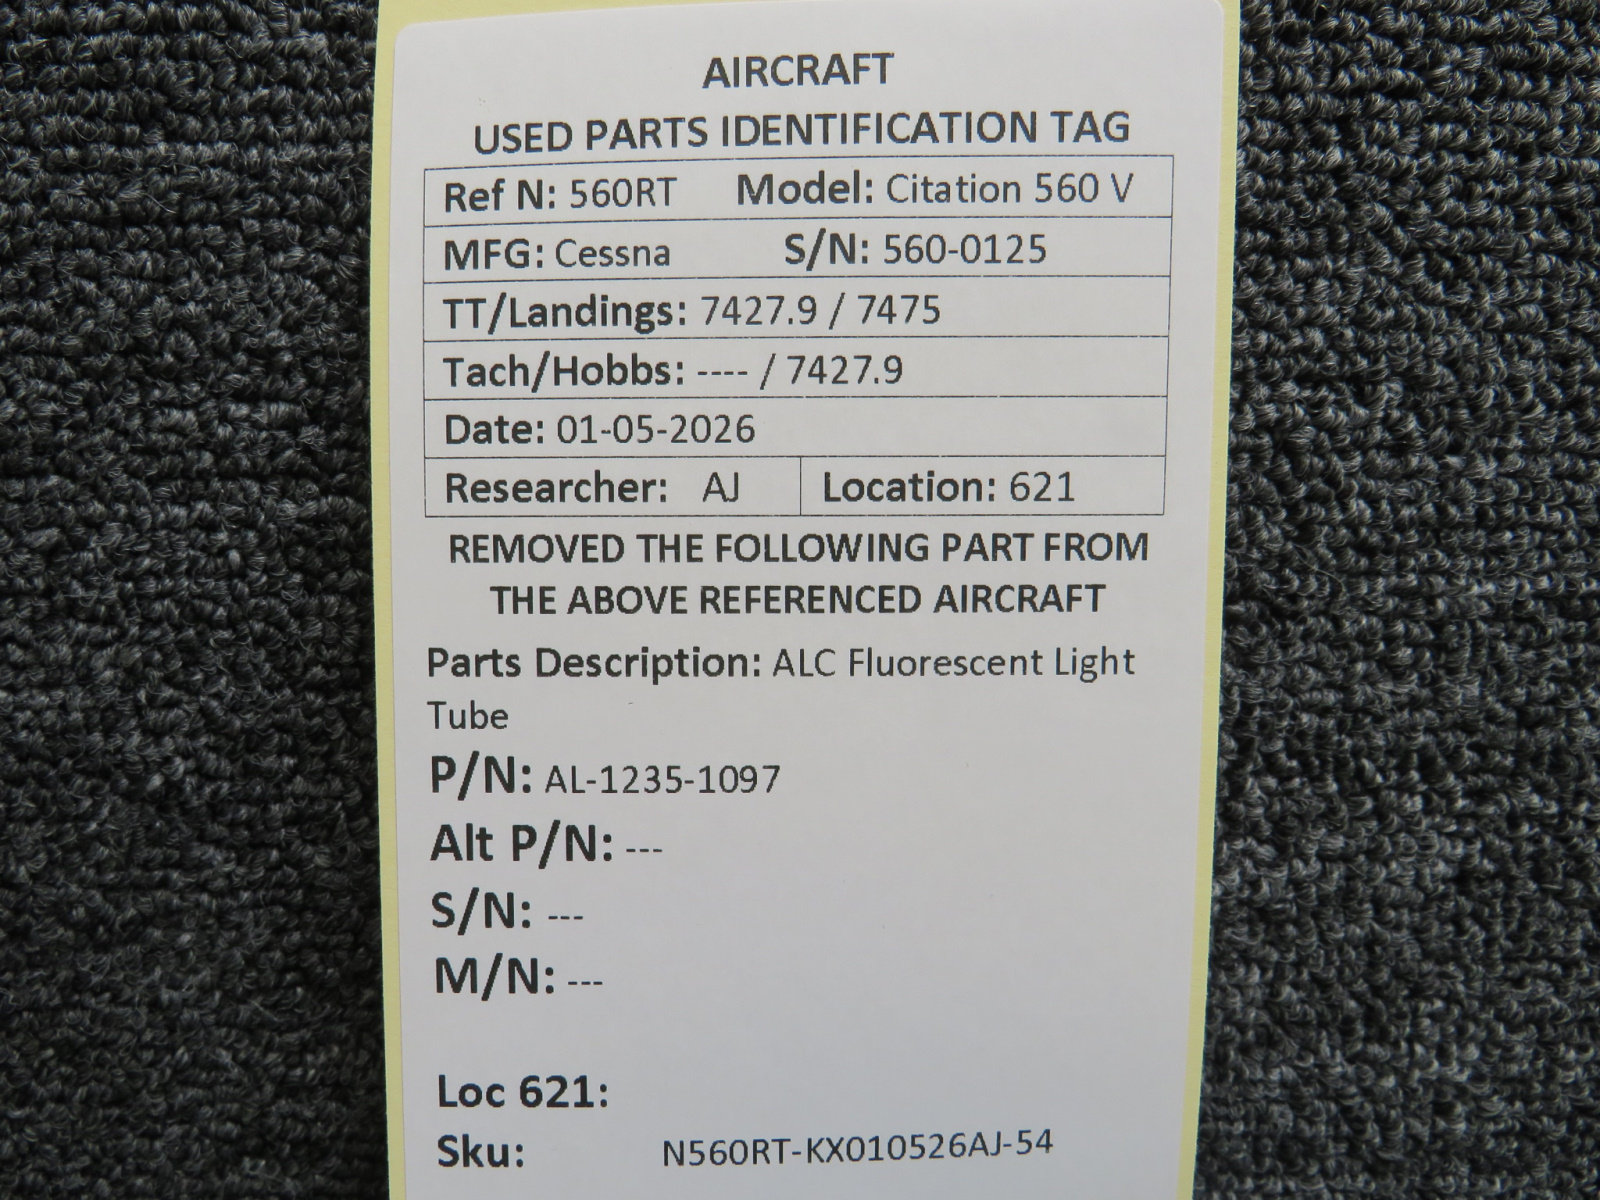 AIRCRAFT
USED PARTS IDENTIFICATION TAG
Ref N: 560RT Model: Citation 560 V
MFG: Cessna S/N: 560-0125
TT/Landings: 7427.9 / 7475
Tach/Hobbs: ---- / 7427.9
Date: 01-05-2026
Researcher: AJ Location: 621
REMOVED THE FOLLOWING PART FROM
THE ABOVE REFERENCED AIRCRAFT
Parts Description: ALC Fluorescent Light
Tube
P/N: AL-1235-1097
Alt P/N: ---
S/N: ---
M/N: ---
Loc 621:
Sku: N560RT-KX010526AJ-54